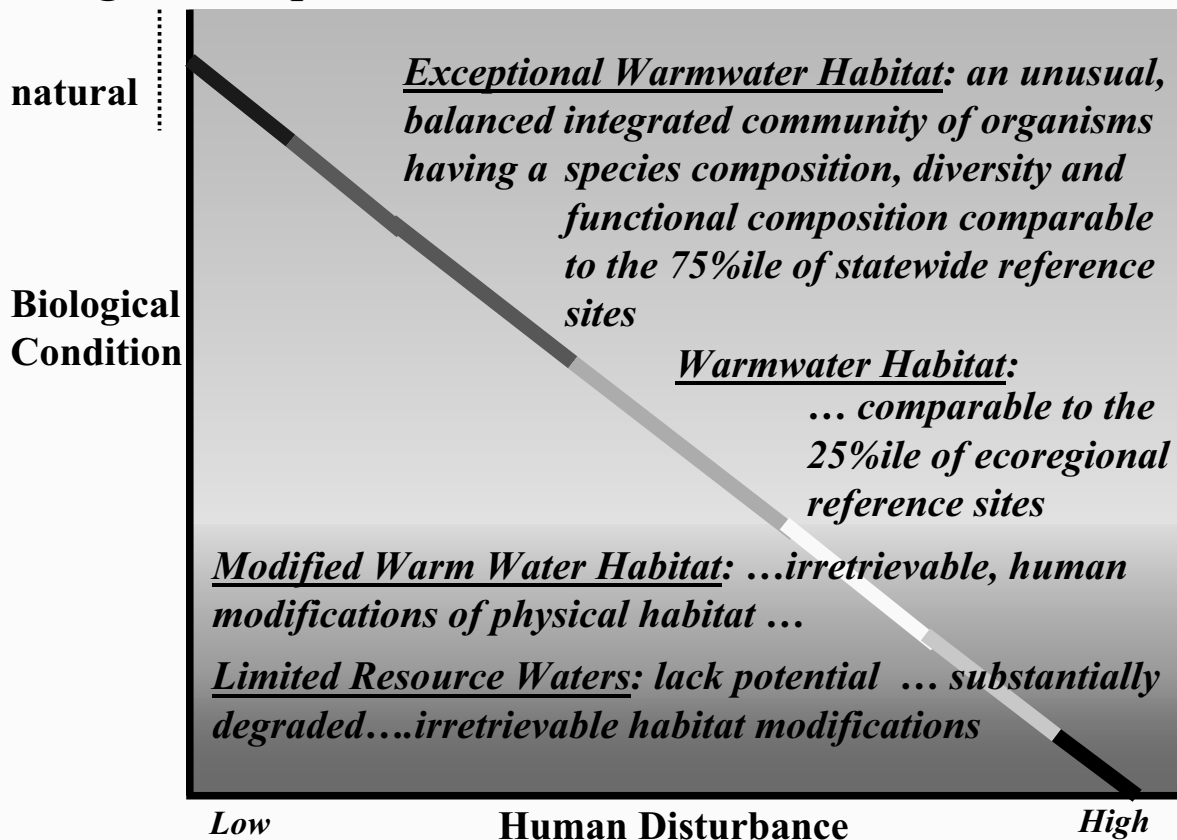 natural
Exceptional Warmwater Habitat: an unusual,
balanced integrated community of organisms
having a species composition, diversity and
functional composition comparable
to the 75%ile of statewide reference
sites
Biological
Condition
Warmwater Habitat:
… comparable to the
25%ile of ecoregional
reference sites
Modified Warm Water Habitat: …irretrievable, human
modifications of physical habitat …
Limited Resource Waters: lack potential … substantially
degraded….irretrievable habitat modifications
Low
Human Disturbance
High